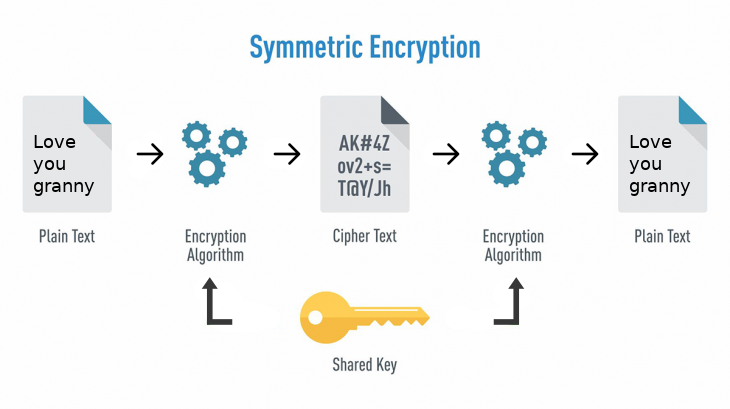 Symmetric Encryption
Love
you
granny
AK#4Z
ov2+s=
T@Y/Jh
Love
you
granny
Plain Text
Encryption
Algorithm
Cipher Text
Encryption
Algorithm
Plain Text
Shared Key